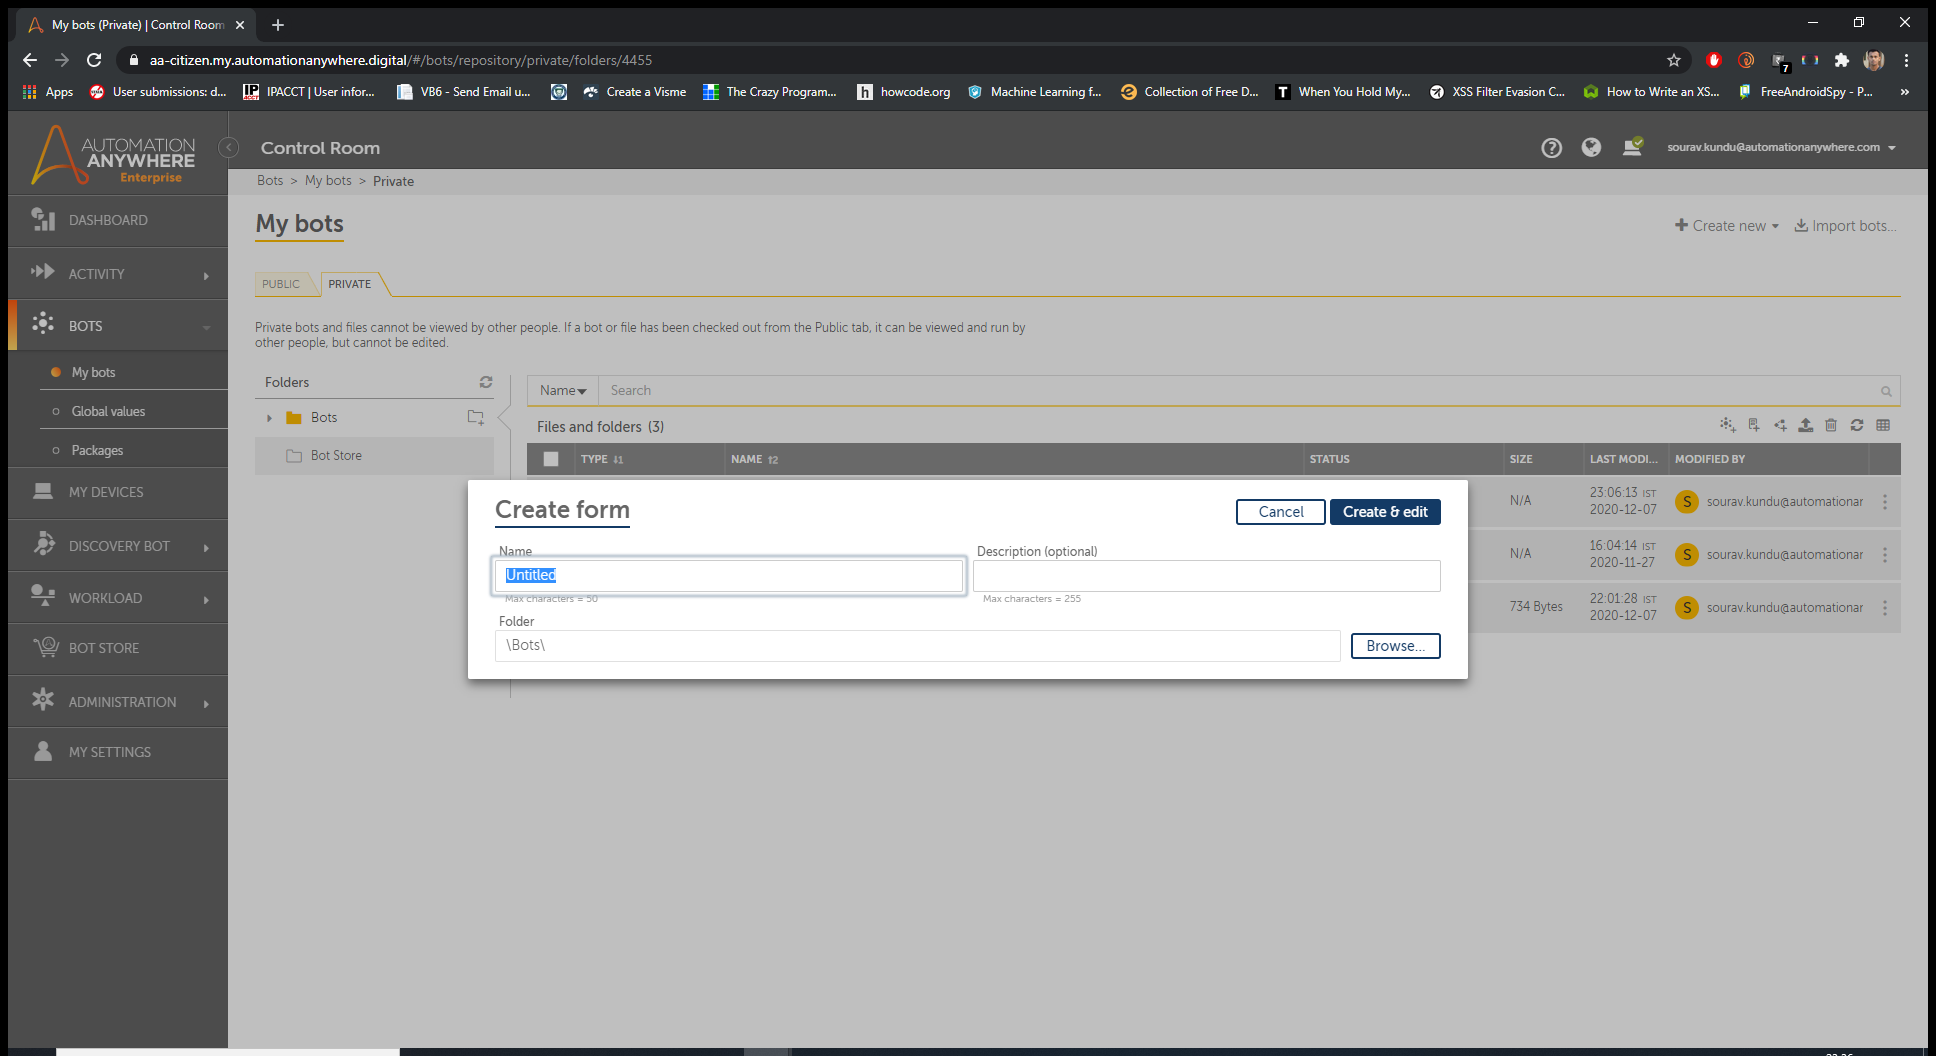 My bots (Private) | Control Room
aa-citizen.my.automationanywhere.digital/#/bots/repository/private/folders/4455
7
Apps
User submissions: d...
IPACCT | User infor...
VB6 - Send Email u...
Create a Visme
The Crazy Program...
howcode.org
Machine Learning f...
Collection of Free D...
When You Hold My...
XSS Filter Evasion C...
How to Write an XS...
FreeAndroidSpy - P...
AUTOMATION
ANYWHERE
Enterprise
Control Room
sourav.kundu@automationanywhere.com
Bots > My bots > Private
DASHBOARD
ACTIVITY
BOTS
My bots
Global values
Packages
MY DEVICES
DISCOVERY BOT
WORKLOAD
BOT STORE
ADMINISTRATION
MY SETTINGS
My bots
Create new
Import bots...
PUBLIC
PRIVATE
Private bots and files cannot be viewed by other people. If a bot or file has been checked out from the Public tab, it can be viewed and run by
other people, but cannot be edited.
Folders
Bots
Bot Store
Name
Search
Files and folders (3)
TYPE
NAME
STATUS
SIZE
LAST MODI...
MODIFIED BY
N/A
23:06:13 IST
2020-12-07
S
sourav.kundu@automationar
N/A
16:04:14 IST
2020-11-27
S
sourav.kundu@automationar
734 Bytes
22:01:28 IST
2020-12-07
S
sourav.kundu@automationar
Create form
Cancel
Create & edit
Name
Untitled
Max characters = 50
Description (optional)
Max characters = 255
Folder
\Bots\
Browse...